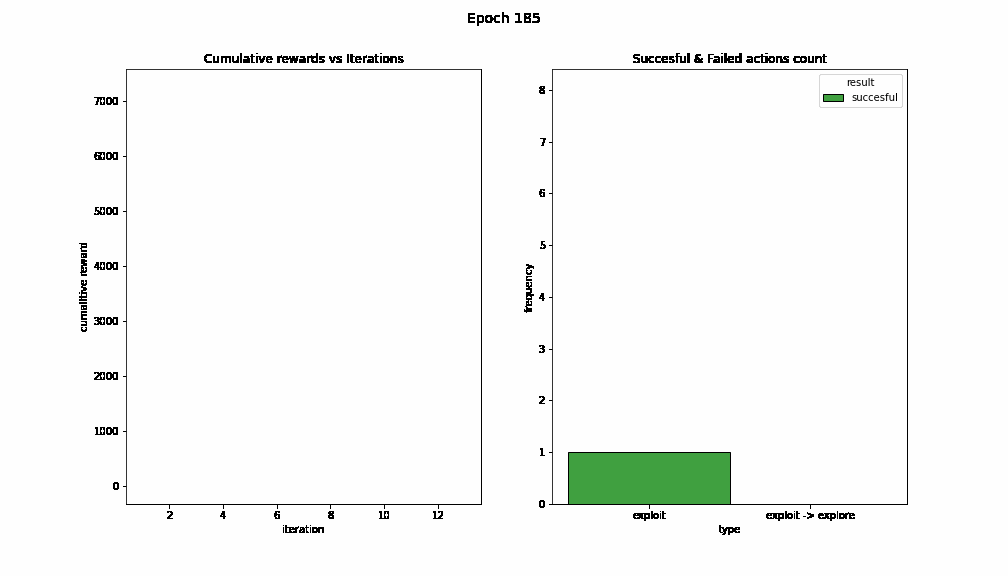 Epoch 185
Cumulative rewards vs Iterations
7000
6000
5000
4000
3000
2000
1000
0
cumalitive reward
2 4 6 8 10 12
iteration
Succesful & Failed actions count
result
succesful
8
7
6
5
4
3
2
1
0
frequency
exploit exploit -> explore
type